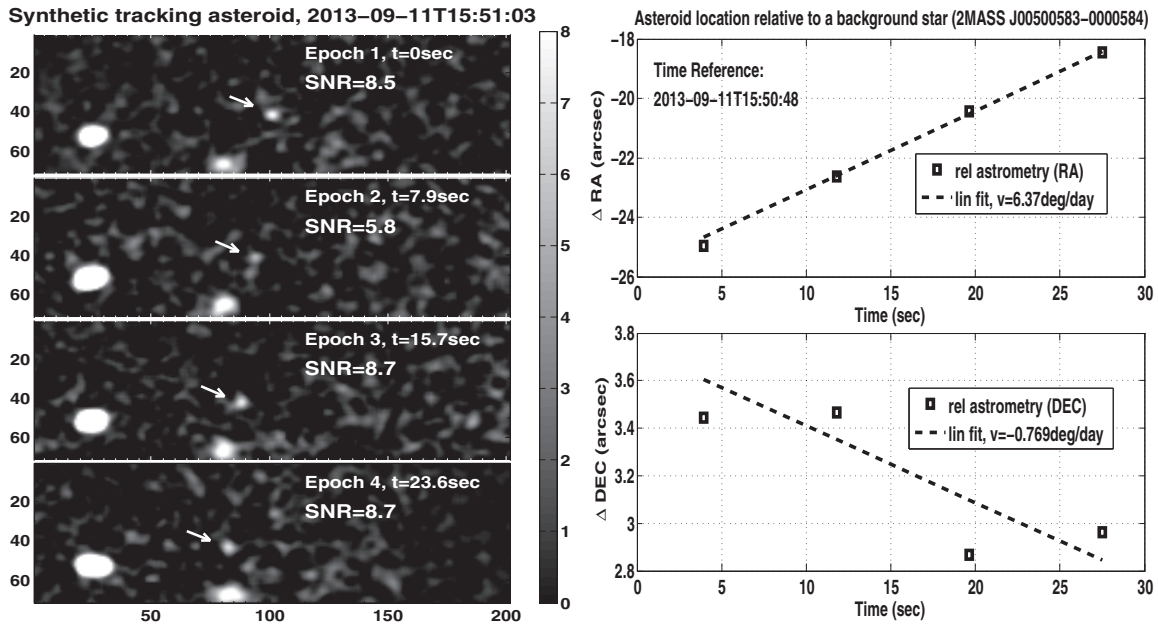 Synthetic tracking asteroid, 2013−09−11T15:51:03
Epoch 1, t=0sec
SNR=8.5
20
40
60
Epoch 2, t=7.9sec
SNR=5.8
20
40
60
Epoch 3, t=15.7sec
SNR=8.7
20
40
60
Epoch 4, t=23.6sec
SNR=8.7
20
40
60
50
100
150
200
8
7
6
5
4
3
2
1
0
Asteroid location relative to a background star (2MASS J00500583−0000584)
Δ RA (arcsec)
−18
−20
−22
−24
−26
Time Reference:
2013−09−11T15:50:48
rel astrometry (RA)
lin fit, v=6.37deg/day
0
5
10
15
20
25
30
Time (sec)
Δ DEC (arcsec)
3.8
3.6
3.4
3.2
3
2.8
rel astrometry (DEC)
lin fit, v=−0.769deg/day
0
5
10
15
20
25
30
Time (sec)